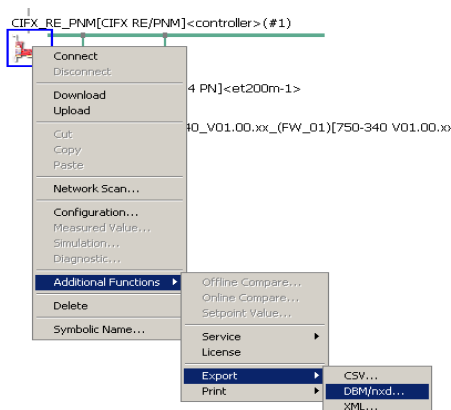 CIFX_RE_PNM[CIFX RE/PNM]<controller>(#1)
Connect
Disconnect
4 PN]<et200m-1>
Download
Upload
40_V01.00.xx_(FW_01)[750-340 V01.00.xx
Cut
Copy
Paste
Network Scan...
Configuration...
Measured Value...
Simulation...
Diagnostic...
Additional Functions
Offline Compare...
Online Compare...
Delete
Setpoint Value...
Symbolic Name...
Service
License
Export
CSV...
Print
DBM/nxd...
XML...